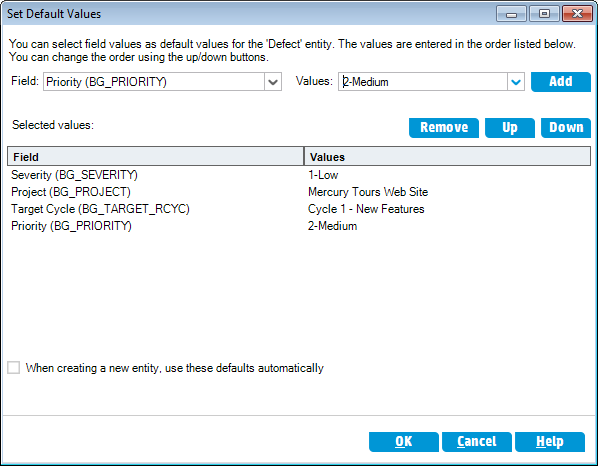 Set Default Values
You can select field values as default values for the 'Defect' entity. The values are entered in the order listed below.
You can change the order using the up/down buttons.
Field: Priority (BG_PRIORITY) Values: 2-Medium Add
Selected values: Remove Up Down
Field Values
Severity (BG_SEVERITY) 1-Low
Project (BG_PROJECT) Mercury Tours Web Site
Target Cycle (BG_TARGET_RCYC) Cycle 1 - New Features
Priority (BG_PRIORITY) 2-Medium
When creating a new entity, use these defaults automatically
OK Cancel Help